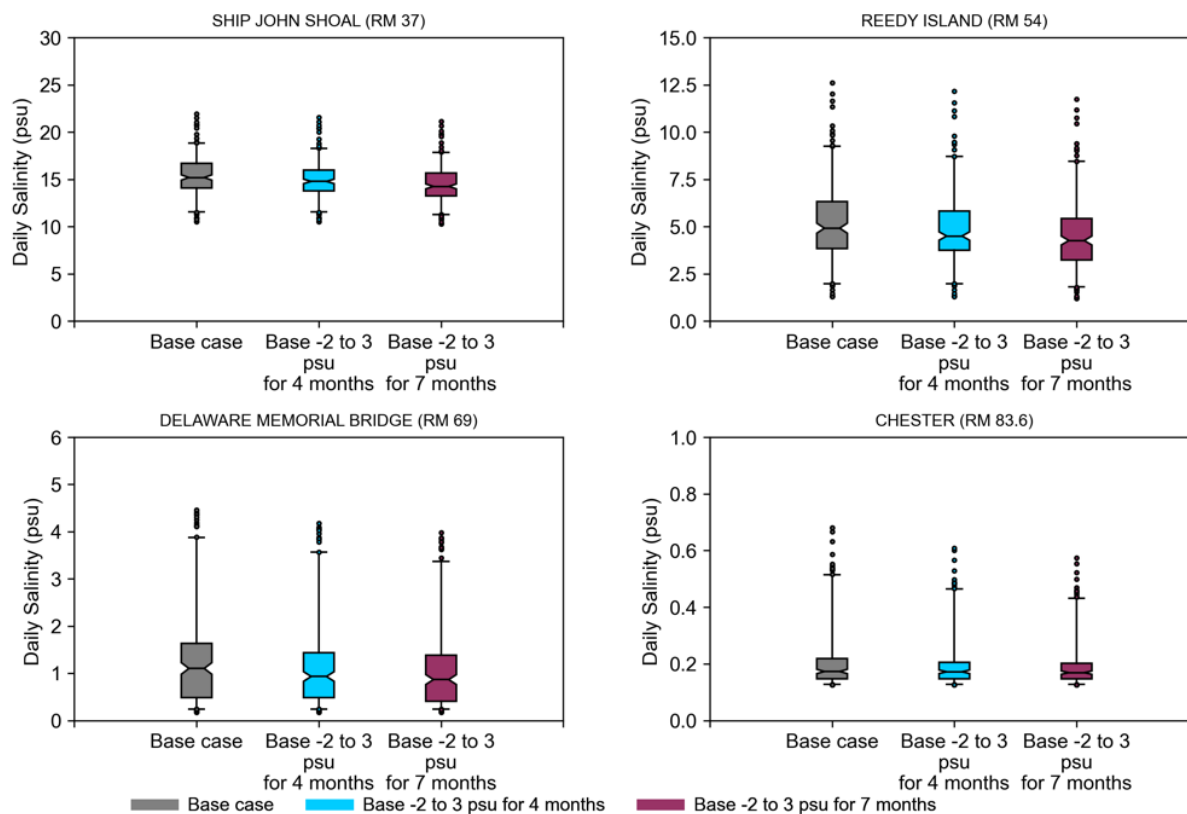 SHIP JOHN SHOAL (RM 37)
Daily Salinity (psu)
30
25
20
15
10
5
0
Base case
Base -2 to 3
psu
for 4 months
Base -2 to 3
psu
for 7 months
REEDY ISLAND (RM 54)
Daily Salinity (psu)
15.0
12.5
10.0
7.5
5.0
2.5
0.0
Base case
Base -2 to 3
psu
for 4 months
Base -2 to 3
psu
for 7 months
DELAWARE MEMORIAL BRIDGE (RM 69)
Daily Salinity (psu)
6
5
4
3
2
1
0
Base case
Base -2 to 3
psu
for 4 months
Base -2 to 3
psu
for 7 months
CHESTER (RM 83.6)
Daily Salinity (psu)
1.0
0.8
0.6
0.4
0.2
0.0
Base case
Base -2 to 3
psu
for 4 months
Base -2 to 3
psu
for 7 months
Base case
Base -2 to 3 psu for 4 months
Base -2 to 3 psu for 7 months